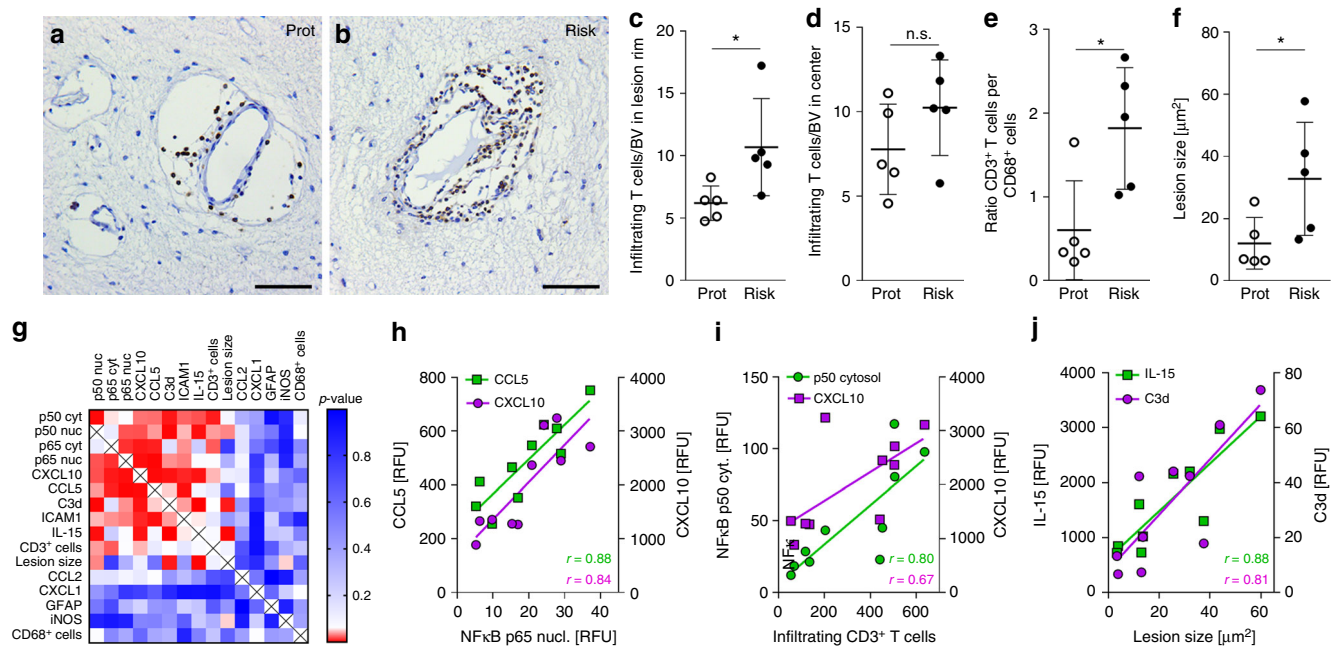 a
Prot
b
Risk
c
Infiltrating T cells/BV in lesion rim
20
15
10
5
0
*
Prot Risk
d
Infiltrating T cells/BV in center
15
10
5
0
n.s.
Prot Risk
e
Ratio CD3⁺ T cells per
CD68⁺ cells
3
2
1
0
*
Prot Risk
f
Lesion size [µm²]
80
60
40
20
0
*
Prot Risk
g
p50 nuc
p65 cyt
p65 nuc
CXCL10
CCL5
C3d
ICAM1
IL-15
CD3⁺ cells
Lesion size
CCL2
CXCL1
GFAP
iNOS
CD68⁺ cells
p50 cyt
p50 nuc
p65 cyt
p65 nuc
CXCL10
CCL5
C3d
ICAM1
IL-15
CD3⁺ cells
Lesion size
CCL2
CXCL1
GFAP
iNOS
CD68⁺ cells
p-value
0.8
0.6
0.4
0.2
h
CCL5 [RFU]
800
600
400
200
0
CCL5
CXCL10
4000
3000
2000
1000
0
CXCL10 [RFU]
r = 0.88
r = 0.84
0 10 20 30 40
NFκB p65 nucl. [RFU]
i
NFκB p50 cyt. [RFU]
150
100
50
0
p50 cytosol
CXCL10
NFκ
4000
3000
2000
1000
0
CXCL10 [RFU]
r = 0.80
r = 0.67
0 200 400 600
Infiltrating CD3⁺ T cells
j
IL-15 [RFU]
4000
3000
2000
1000
0
IL-15
C3d
80
60
40
20
0
C3d [RFU]
r = 0.88
r = 0.81
0 20 40 60
Lesion size [µm²]